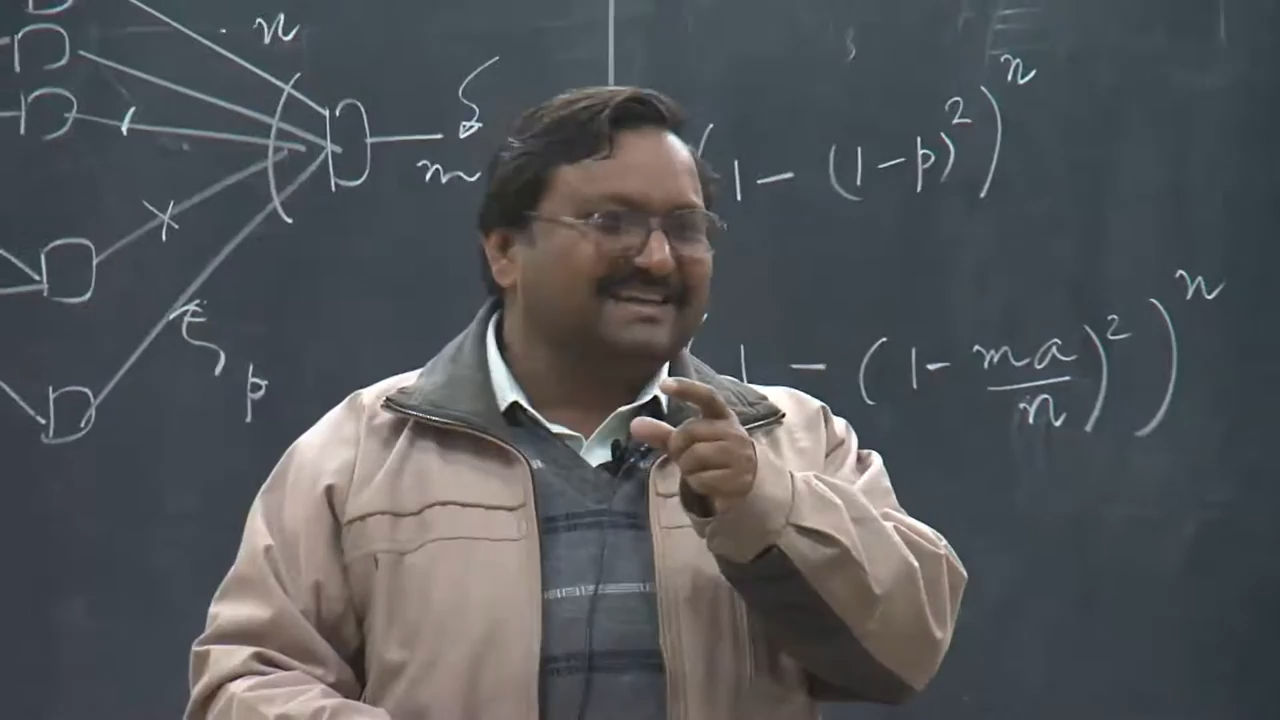 n
m
p
(1 - (1-p)²)ⁿ
1 - (1- ma/n)²)ⁿ